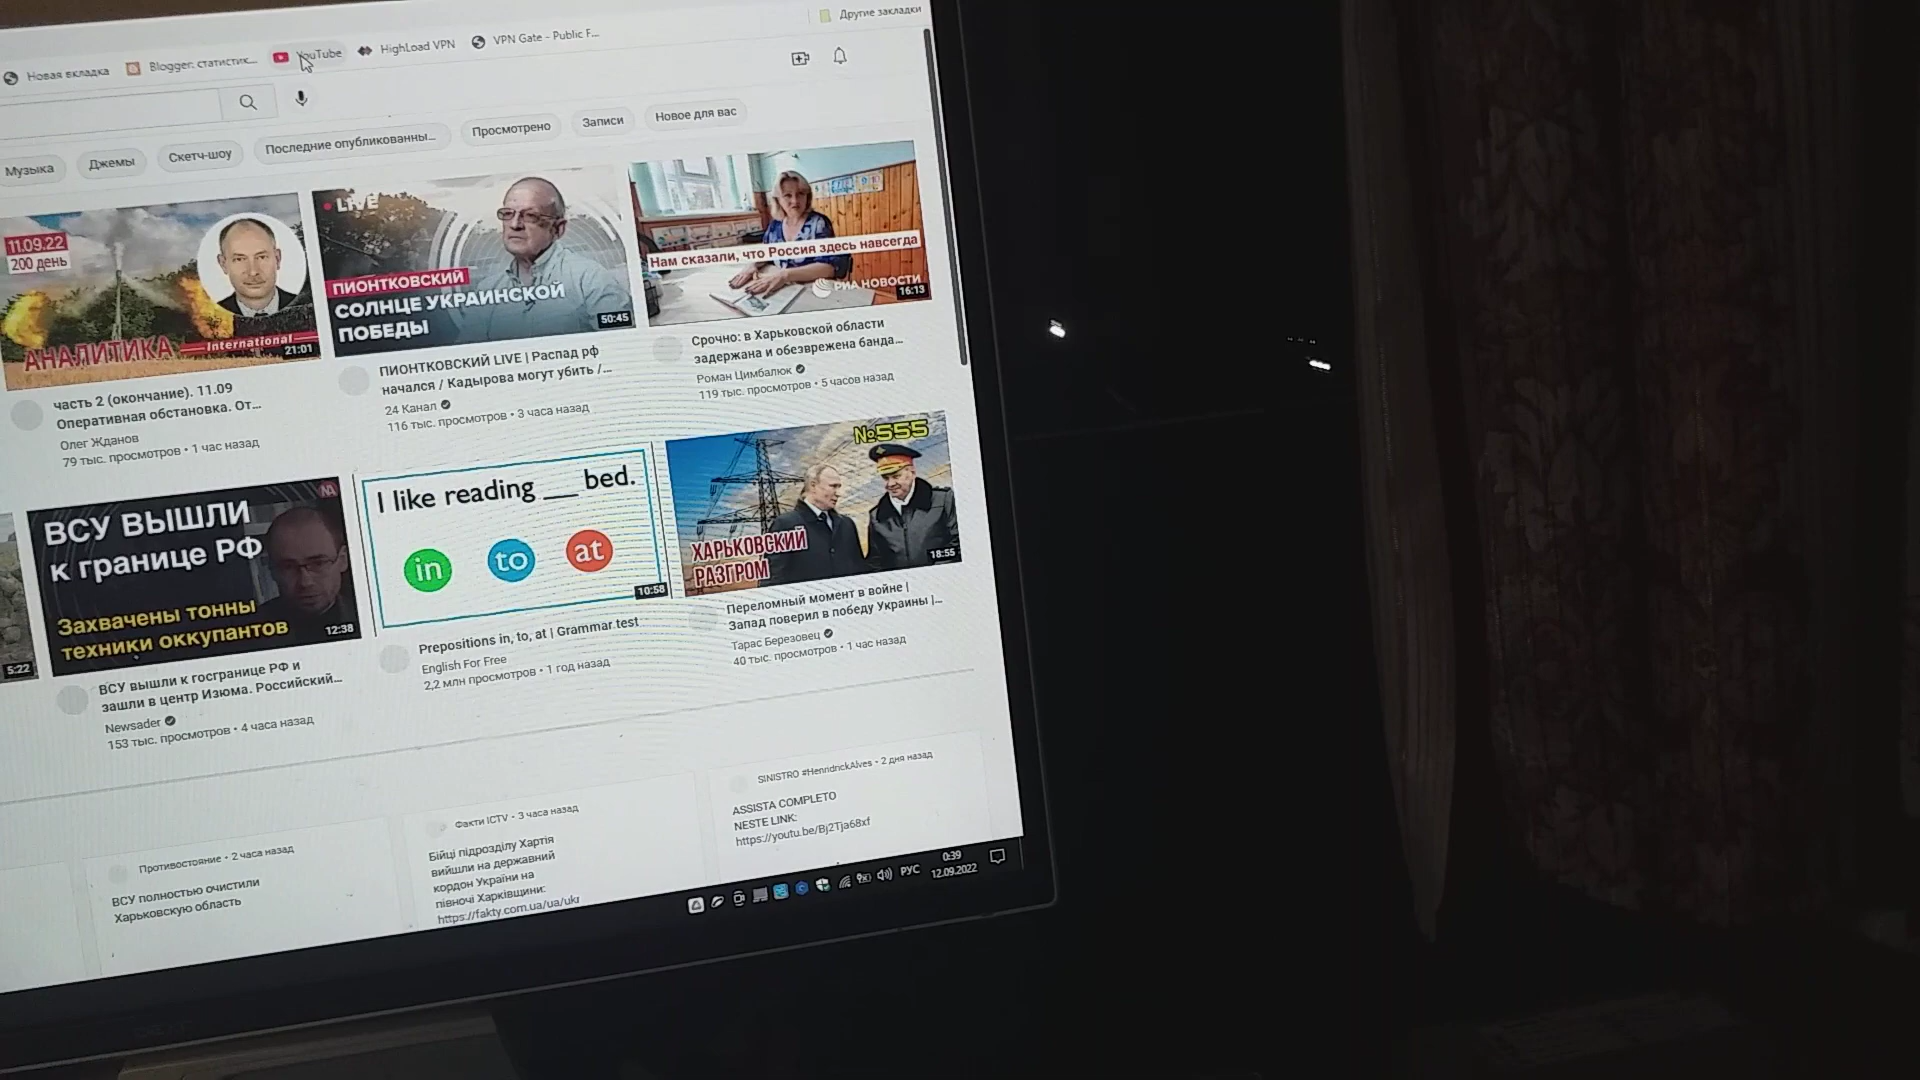 Другие закладки
Новая вкладка
Blogger: статистик...
YouTube
HighLoad VPN
VPN Gate - Public F...
Музыка
Джемы
Скетч-шоу
Последние опубликованны...
Просмотрено
Записи
Новое для вас
11.09.22
200 день
АНАЛИТИКА
International
21:01
часть 2 (окончание). 11.09
Оперативная обстановка. От...
Олег Жданов
79 тыс. просмотров • 1 час назад
LIVE
ПИОНТКОВСКИЙ
СОЛНЦЕ УКРАИНСКОЙ
ПОБЕДЫ
50:45
ПИОНТКОВСКИЙ LIVE | Распад рф
начался / Кадырова могут убить /...
24 Канал
116 тыс. просмотров • 3 часа назад
Нам сказали, что Россия здесь навсегда
РИА НОВОСТИ
16:13
Срочно: в Харьковской области
задержана и обезврежена банда...
Роман Цимбалюк
119 тыс. просмотров • 5 часов назад
5:22
ВСУ ВЫШЛИ
к границе РФ
Захвачены тонны
техники оккупантов
12:38
ВСУ вышли к госгранице РФ и
зашли в центр Изюма. Российский...
Newsader
153 тыс. просмотров • 4 часа назад
I like reading ___ bed.
in
to
at
10:58
Prepositions in, to, at | Grammar test
English For Free
2,2 млн просмотров • 1 год назад
№555
ХАРЬКОВСКИЙ
РАЗГРОМ
18:55
Переломный момент в войне |
Запад поверил в победу Украины |...
Тарас Березовец
40 тыс. просмотров • 1 час назад
Противостояние • 2 часа назад
ВСУ полностью очистили
Харьковскую область
Факти ICTV • 3 часа назад
Бійці підрозділу Хартія
вийшли на державний
кордон України на
півночі Харківщини:
https://fakty.com.ua/ua/ukr
SINISTRO #HenridrickAlves • 2 дня назад
ASSISTA COMPLETO
NESTE LINK:
https://youtu.be/Bj2Tja68xf
РУС
0:39
12.09.2022